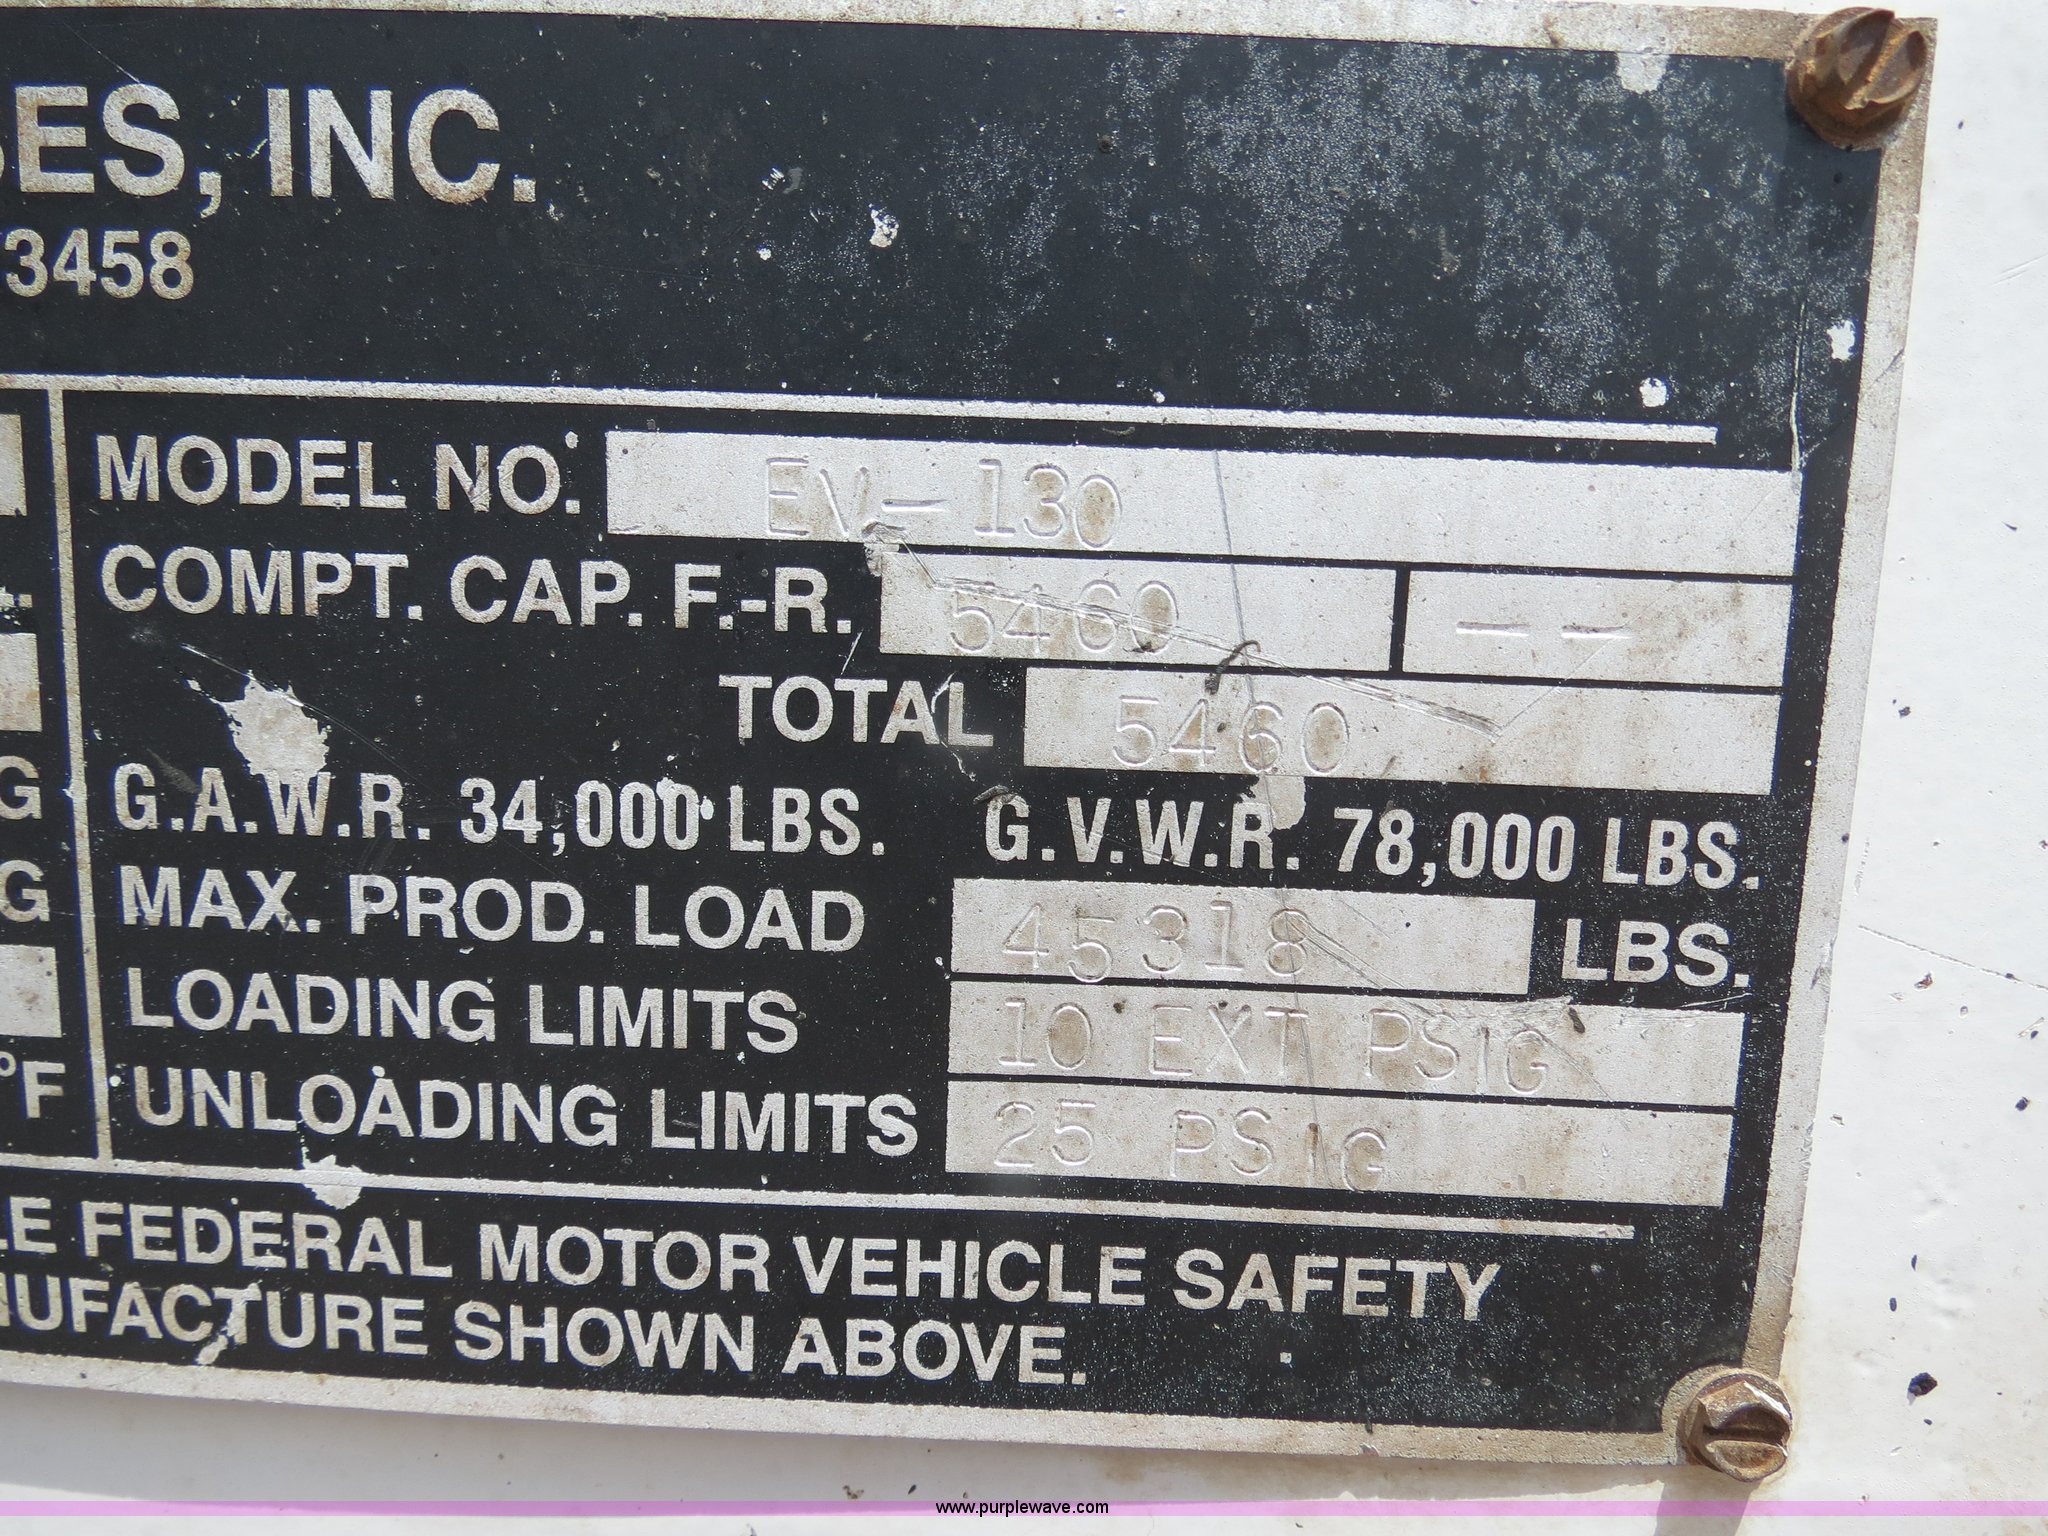 SES, INC.
3458
MODEL NO. EV-130
COMPT. CAP. F.-R. 5460 --
TOTAL 5460
G G.A.W.R. 34,000 LBS. G.V.W.R. 78,000 LBS.
G MAX. PROD. LOAD 45318 LBS.
LOADING LIMITS 10 EXT PSIG
°F UNLOADING LIMITS 25 PSIG
LE FEDERAL MOTOR VEHICLE SAFETY
NUFACTURE SHOWN ABOVE.
www.purplewave.com